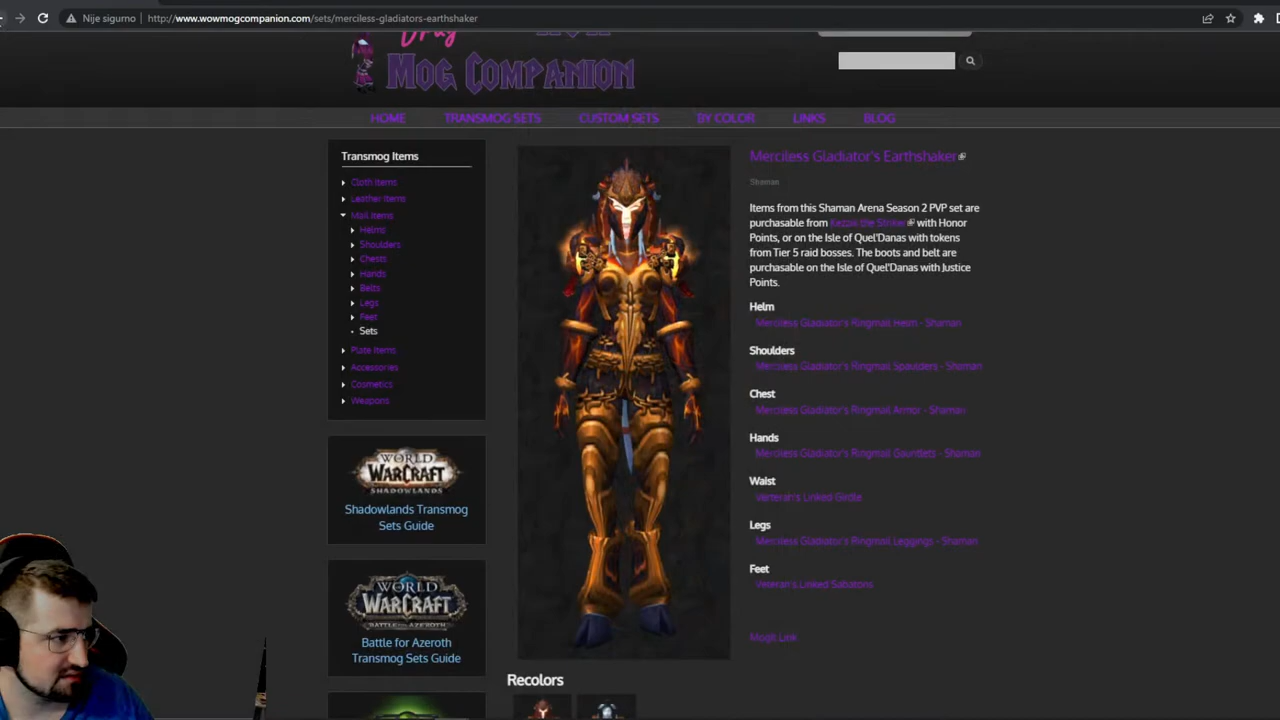 Nije sigurno
http://www.wowmogcompanion.com/sets/merciless-gladiators-earthshaker
MOG COMPANION
HOME TRANSMOG SETS CUSTOM SETS BY COLOR LINKS BLOG
Transmog Items
Cloth Items
Leather Items
Mail Items
Helms
Shoulders
Chests
Hands
Belts
Legs
Feet
Sets
Plate Items
Accessories
Cosmetics
Weapons
WORLD
WARCRAFT
SHADOWLANDS
Shadowlands Transmog
Sets Guide
WORLD
WARCRAFT
BATTLE FOR AZEROTH
Battle for Azeroth
Transmog Sets Guide
Merciless Gladiator's Earthshaker
Shaman
Items from this Shaman Arena Season 2 PVP set are
purchasable from Kezzik the Striker with Honor
Points, or on the Isle of Quel'Danas with tokens
from Tier 5 raid bosses. The boots and belt are
purchasable on the Isle of Quel'Danas with Justice
Points.
Helm
Merciless Gladiator's Ringmail Helm - Shaman
Shoulders
Merciless Gladiator's Ringmail Spaulders - Shaman
Chest
Merciless Gladiator's Ringmail Armor - Shaman
Hands
Merciless Gladiator's Ringmail Gauntlets - Shaman
Waist
Linked Girdle
Legs
Merciless Gladiator's Ringmail Leggings - Shaman
Feet
Veteran's Linked Sabatons
MogIt Link
Recolors